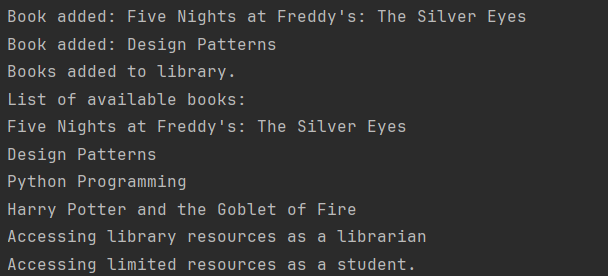 Book added: Five Nights at Freddy's: The Silver Eyes
Book added: Design Patterns
Books added to library.
List of available books:
Five Nights at Freddy's: The Silver Eyes
Design Patterns
Python Programming
Harry Potter and the Goblet of Fire
Accessing library resources as a librarian
Accessing limited resources as a student.